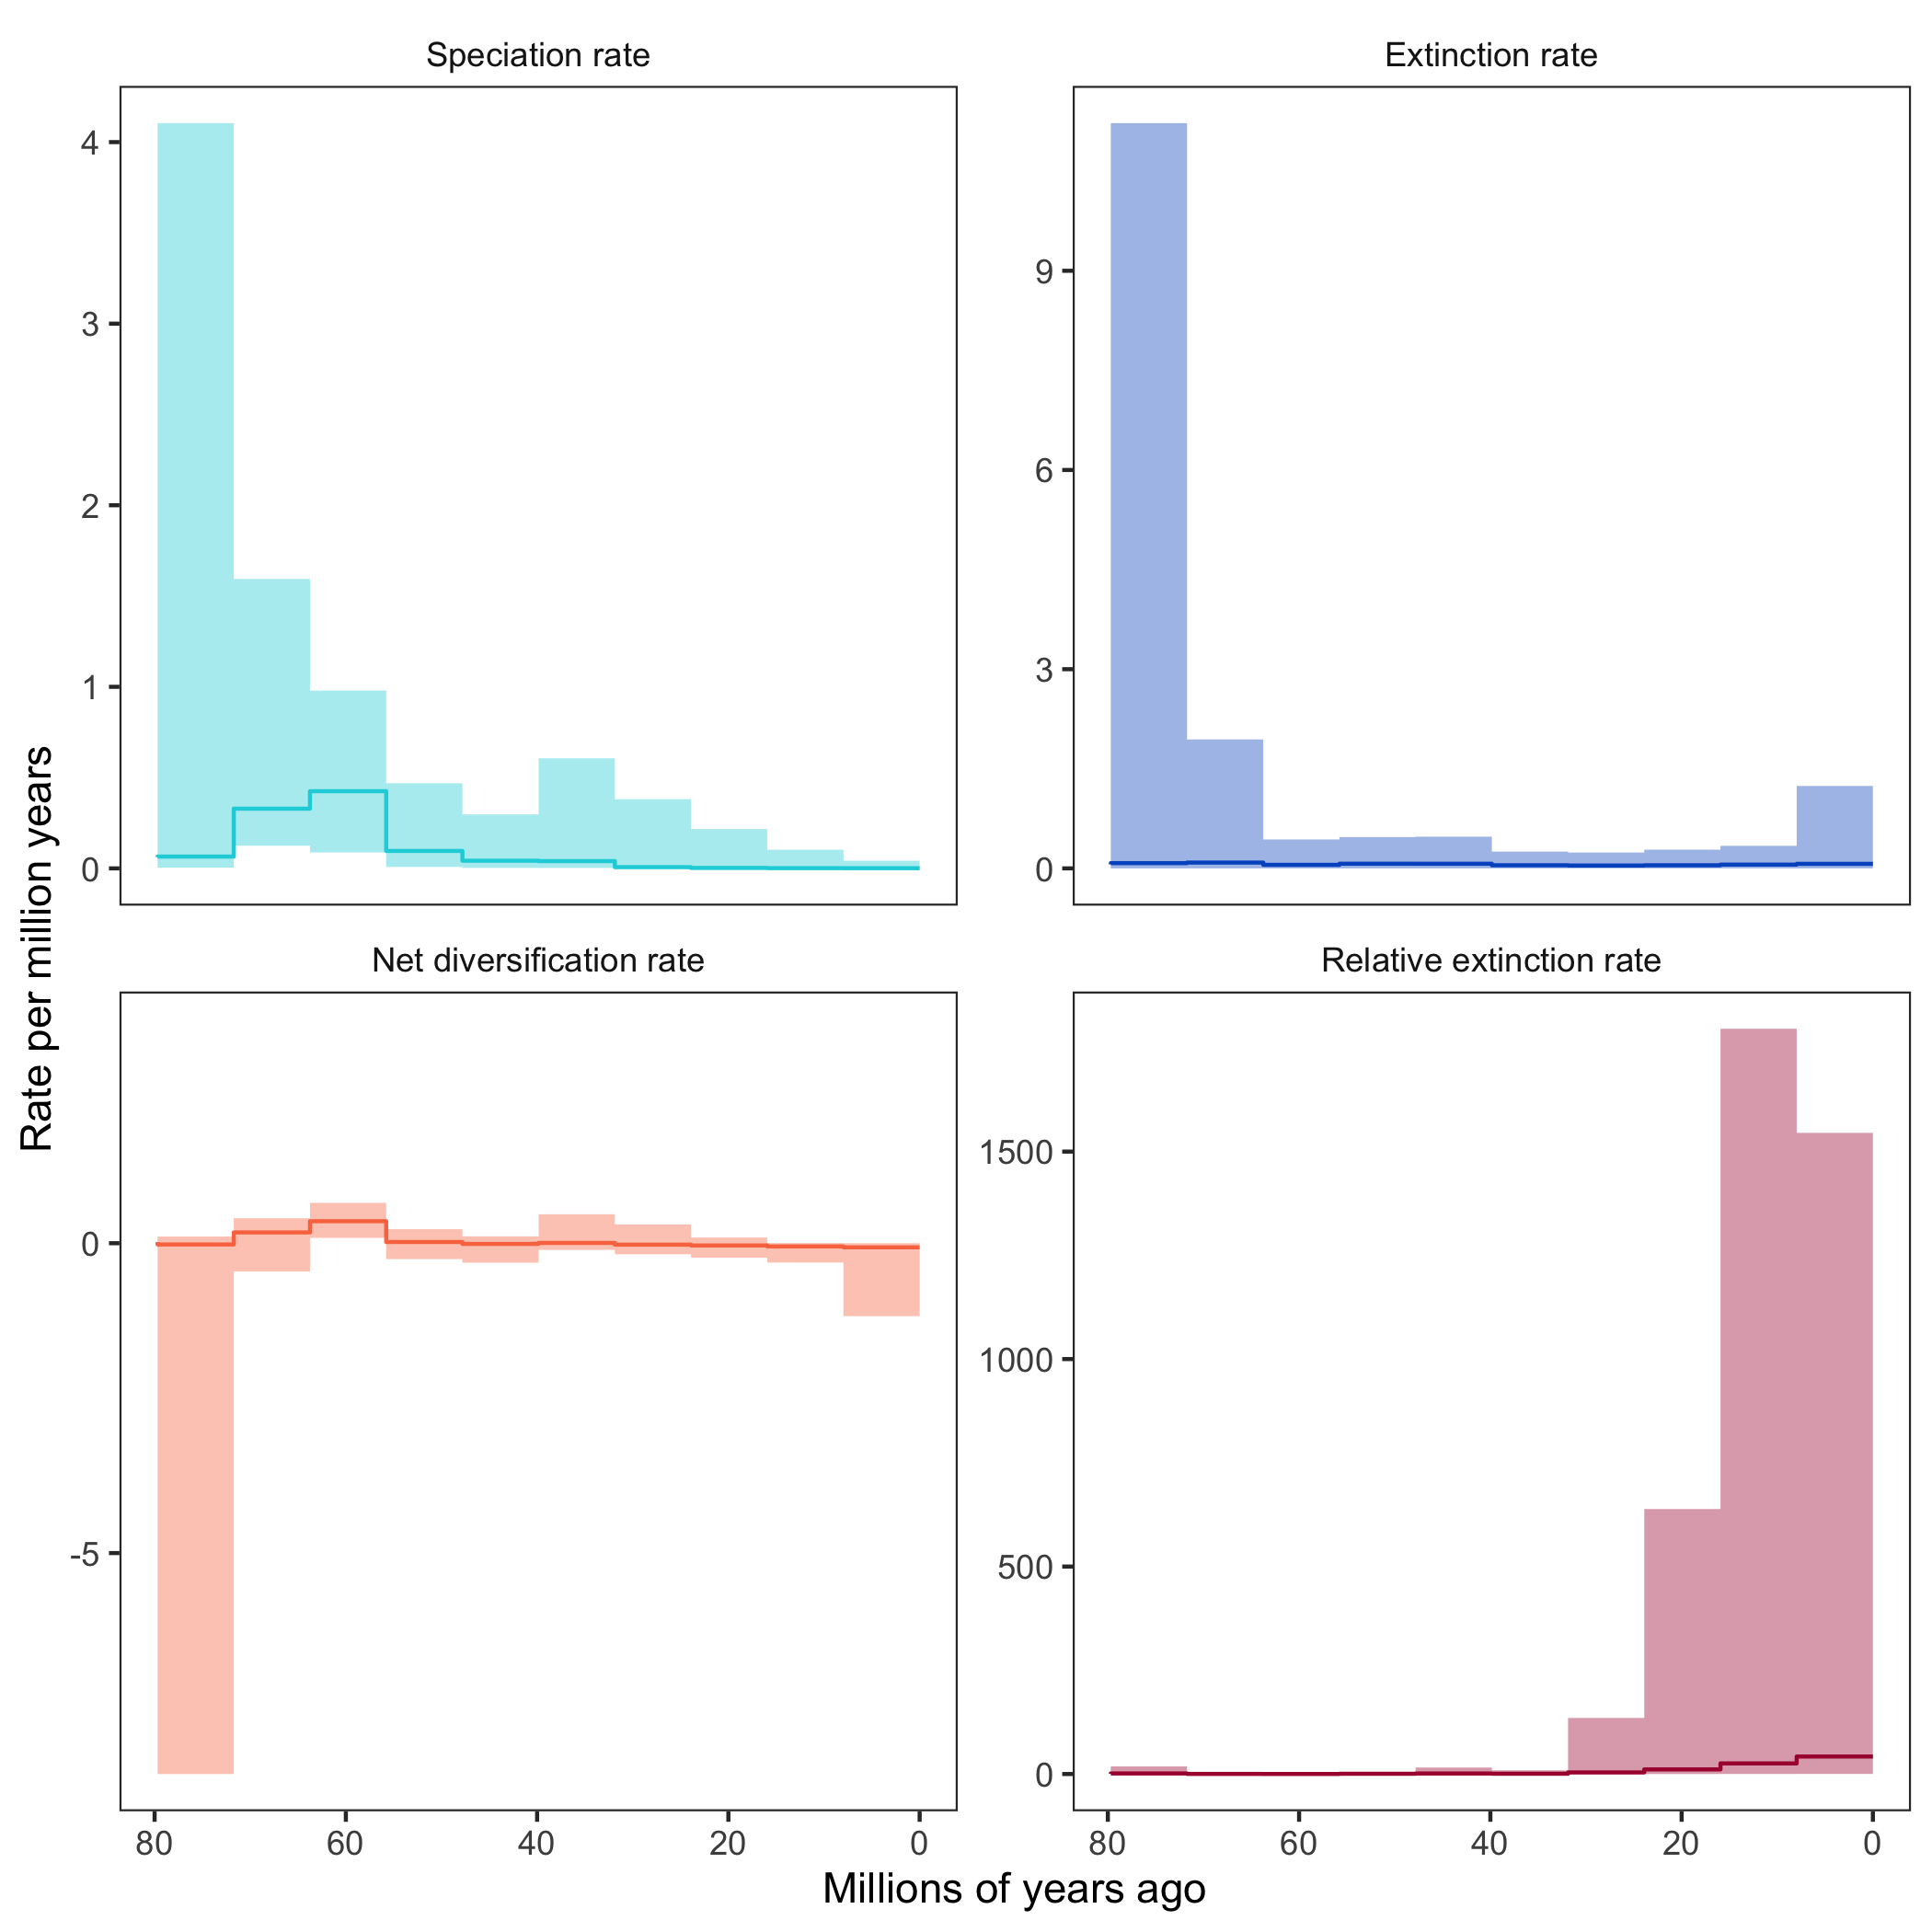 Speciation rate
Extinction rate
4
3
2
1
0
9
6
3
0
Rate per million years
Net diversification rate
Relative extinction rate
0
-5
1500
1000
500
0
80 60 40 20 0
80 60 40 20 0
Millions of years ago